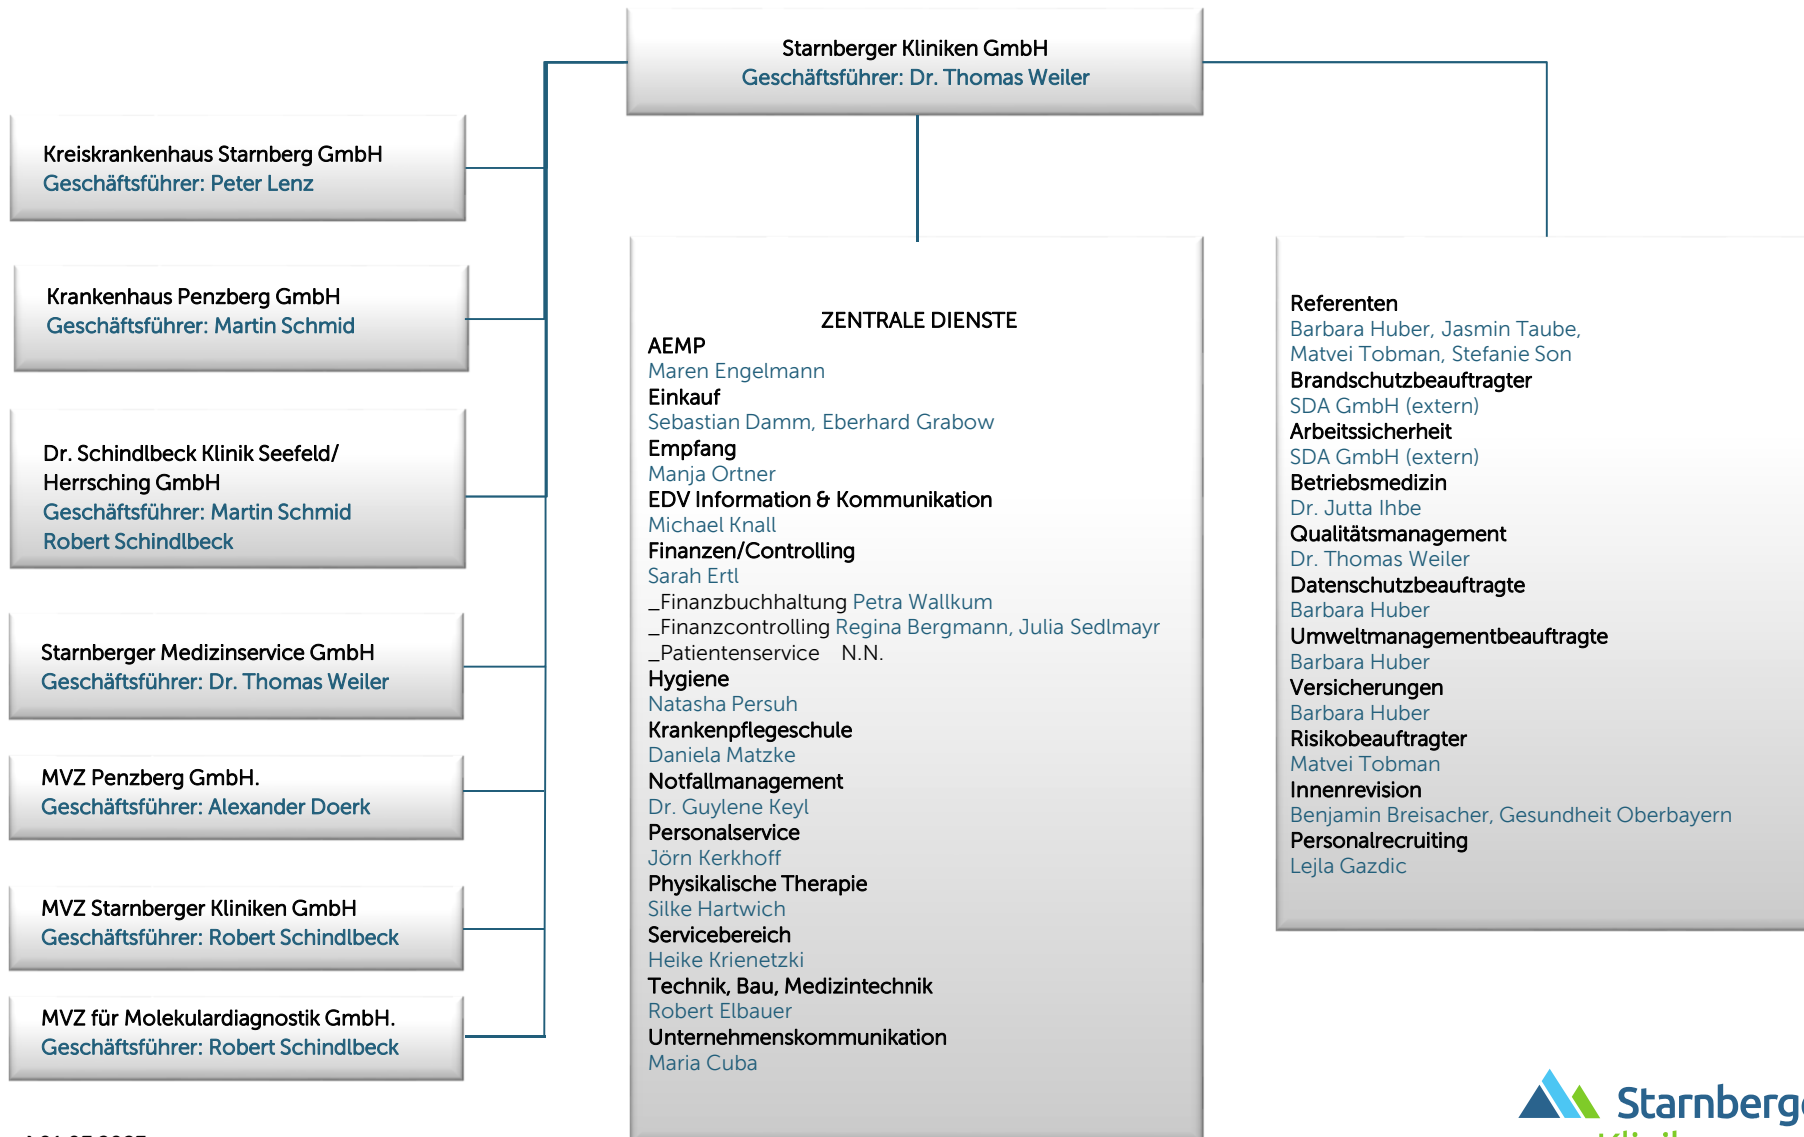 Starnberger Kliniken GmbH
Geschäftsführer: Dr. Thomas Weiler
Kreiskrankenhaus Starnberg GmbH
Geschäftsführer: Peter Lenz
Krankenhaus Penzberg GmbH
Geschäftsführer: Martin Schmid
Dr. Schindlbeck Klinik Seefeld/
Herrsching GmbH
Geschäftsführer: Martin Schmid
Robert Schindlbeck
Starnberger Medizinservice GmbH
Geschäftsführer: Dr. Thomas Weiler
MVZ Penzberg GmbH.
Geschäftsführer: Alexander Doerk
MVZ Starnberger Kliniken GmbH
Geschäftsführer: Robert Schindlbeck
MVZ für Molekulardiagnostik GmbH.
Geschäftsführer: Robert Schindlbeck
ZENTRALE DIENSTE
AEMP
Maren Engelmann
Einkauf
Sebastian Damm, Eberhard Grabow
Empfang
Manja Ortner
EDV Information & Kommunikation
Michael Knall
Finanzen/Controlling
Sarah Ertl
_Finanzbuchhaltung Petra Wallkum
_Finanzcontrolling Regina Bergmann, Julia Sedlmayr
_Patientenservice N.N.
Hygiene
Natasha Persuh
Krankenpflegeschule
Daniela Matzke
Notfallmanagement
Dr. Guylene Keyl
Personalservice
Jörn Kerkhoff
Physikalische Therapie
Silke Hartwich
Servicebereich
Heike Krienetzki
Technik, Bau, Medizintechnik
Robert Elbauer
Unternehmenskommunikation
Maria Cuba
Referenten
Barbara Huber, Jasmin Taube,
Matvei Tobman, Stefanie Son
Brandschutzbeauftragter
SDA GmbH (extern)
Arbeitssicherheit
SDA GmbH (extern)
Betriebsmedizin
Dr. Jutta Ihbe
Qualitätsmanagement
Dr. Thomas Weiler
Datenschutzbeauftragte
Barbara Huber
Umweltmanagementbeauftragte
Barbara Huber
Versicherungen
Barbara Huber
Risikobeauftragter
Matvei Tobman
Innenrevision
Benjamin Breisacher, Gesundheit Oberbayern
Personalrecruiting
Lejla Gazdic
Starnberge